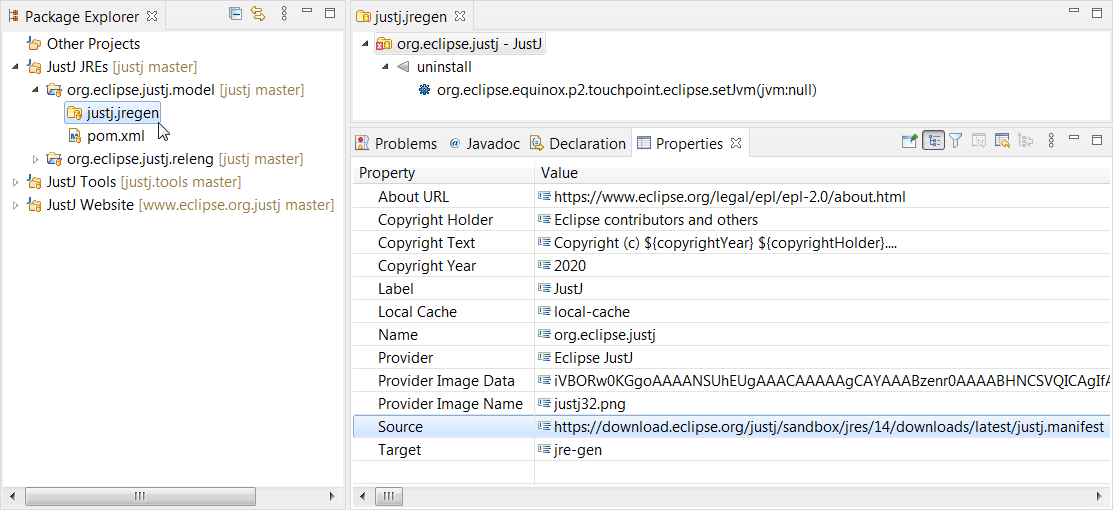 Package Explorer
Other Projects
JustJ JREs [justj master]
org.eclipse.justj.model [justj master]
justj.jregen
pom.xml
org.eclipse.justj.releng [justj master]
JustJ Tools [justj.tools master]
JustJ Website [www.eclipse.org.justj master]
justj.jregen
org.eclipse.justj - JustJ
uninstall
org.eclipse.equinox.p2.touchpoint.eclipse.setJvm(jvm:null)
Problems @ Javadoc Declaration Properties
Property Value
About URL https://www.eclipse.org/legal/epl/epl-2.0/about.html
Copyright Holder Eclipse contributors and others
Copyright Text Copyright (c) ${copyrightYear} ${copyrightHolder}....
Copyright Year 2020
Label JustJ
Local Cache local-cache
Name org.eclipse.justj
Provider Eclipse JustJ
Provider Image Data iVBORw0KGgoAAAANSUhEUgAAACAAAAAgCAYAAABzenr0AAAABHNCSVQICAgIfA
Provider Image Name justj32.png
Source https://download.eclipse.org/justj/sandbox/jres/14/downloads/latest/justj.manifest
Target jre-gen